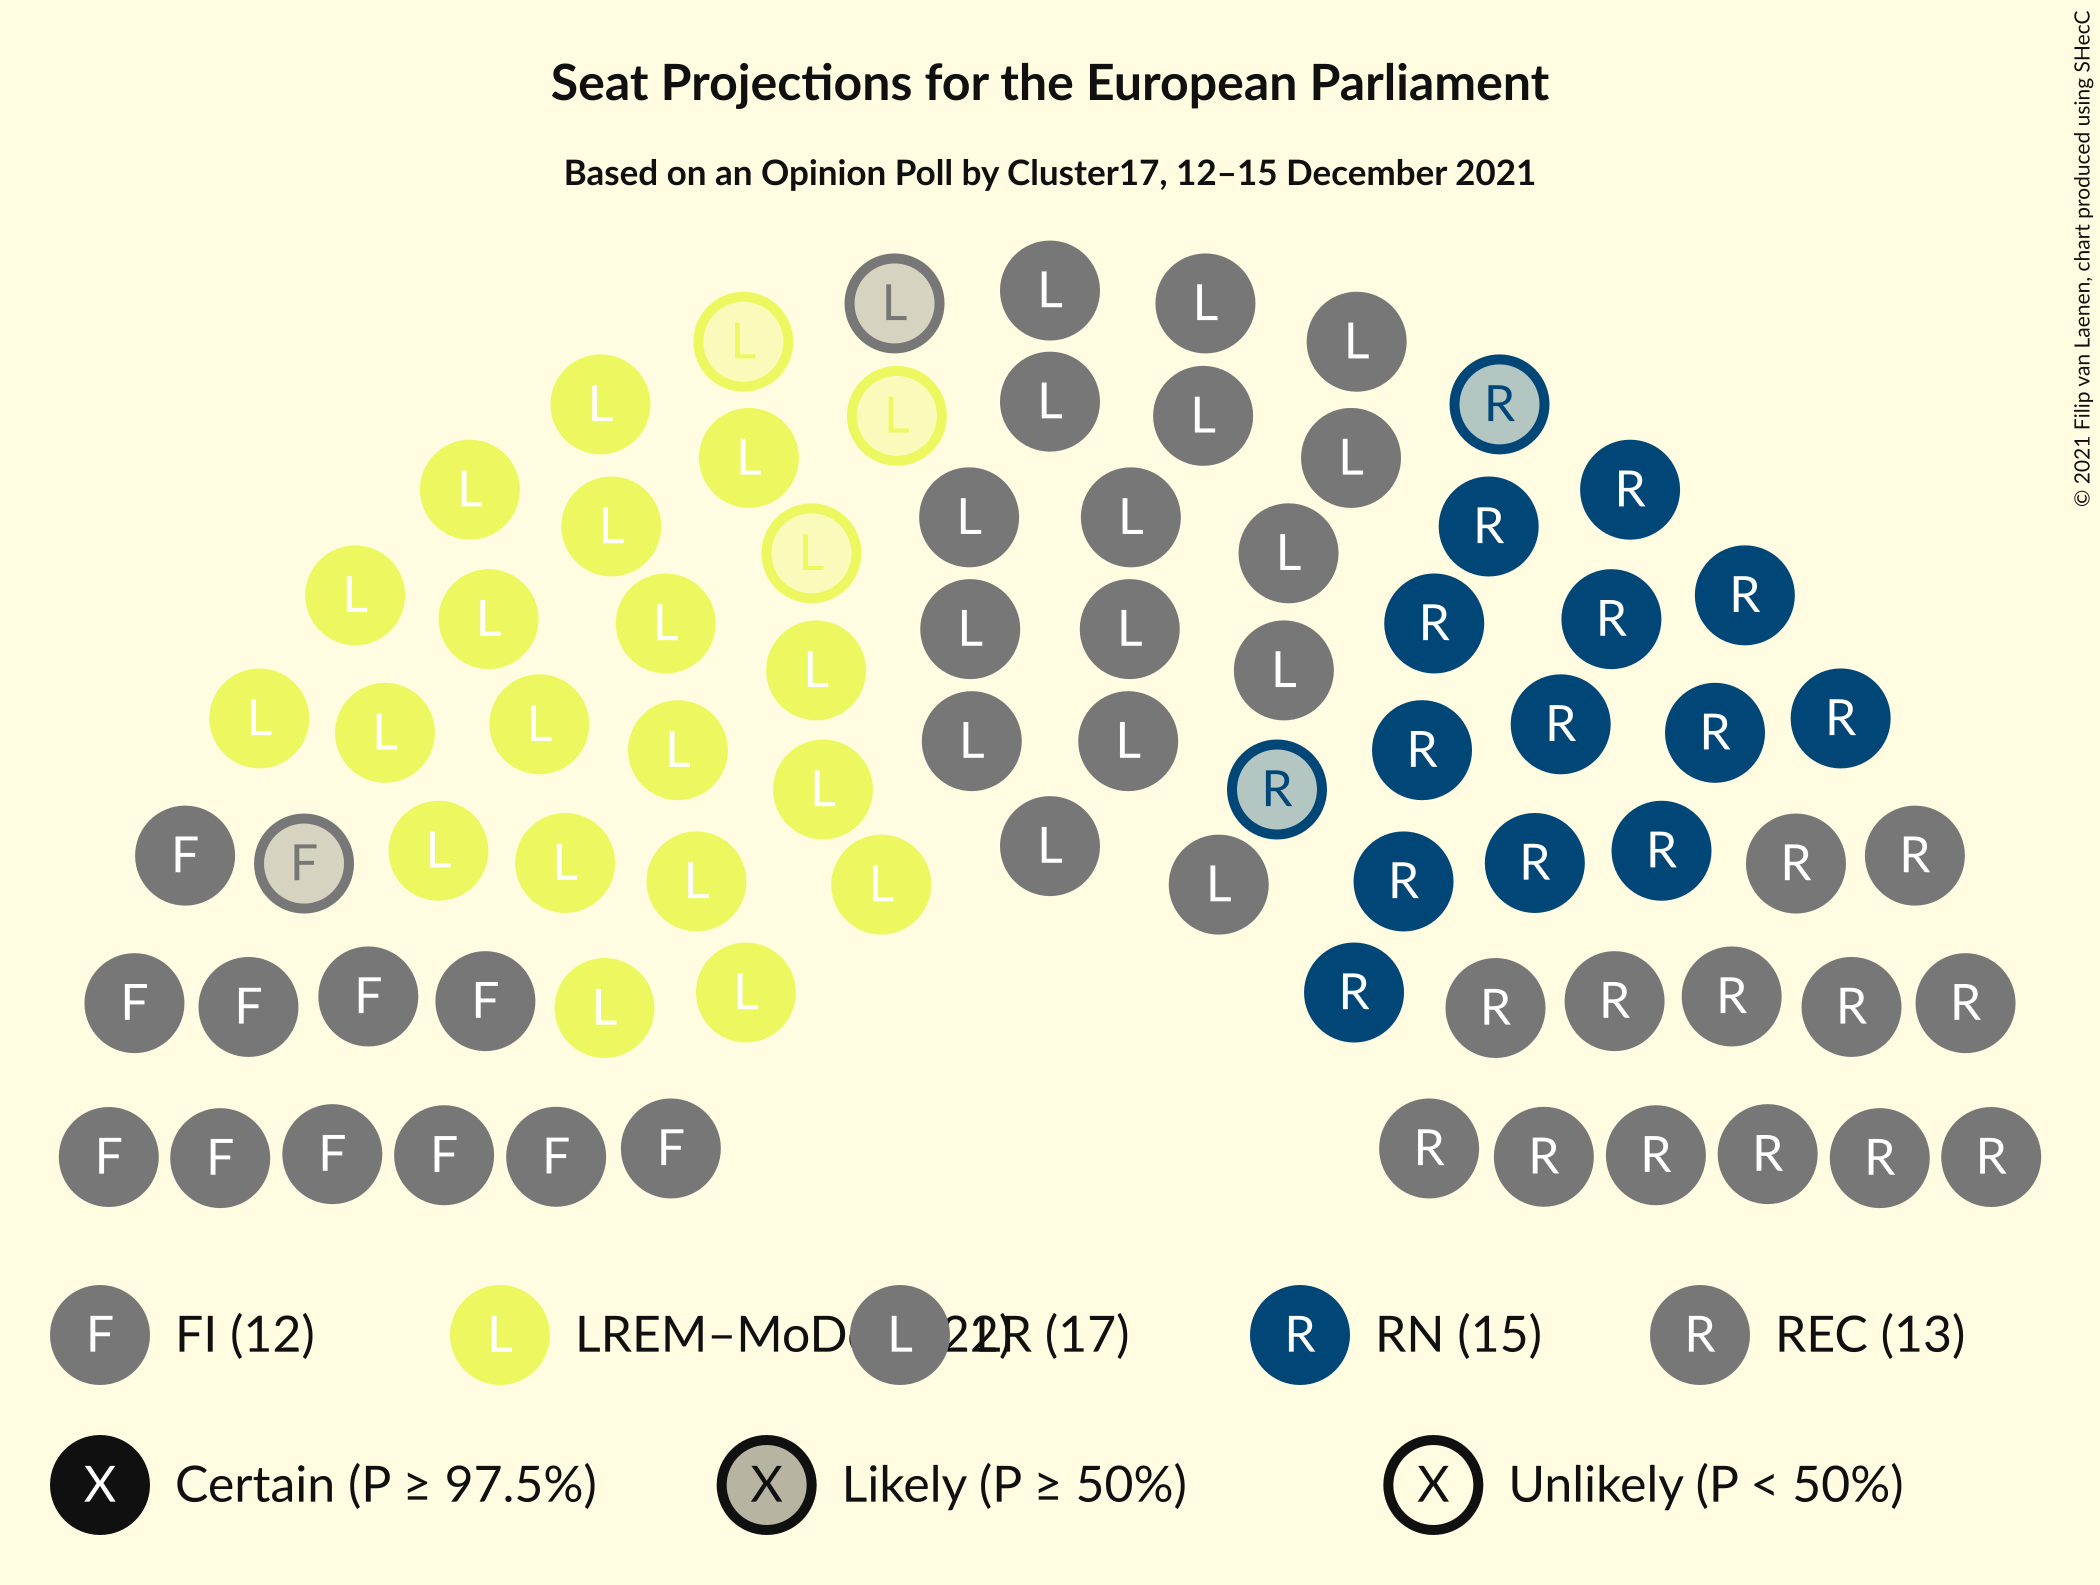 Seat Projections for the European Parliament
Based on an Opinion Poll by Cluster17, 12–15 December 2021
© 2021 Filip van Laenen, chart produced using SHecC
L L L L L R
L L L L L R
L L L R R
L L L L L R R
L L L L R
L L L L R R
L L L R R R
L L L L R R R
F F L L L L L L R R R R R
F F F F L L R R R R R R
F F F F F F R R R R R R
F FI (12) L LREM–MoD 22) L LR (17) R RN (15) R REC (13)
X Certain (P ≥ 97.5%) X Likely (P ≥ 50%) X Unlikely (P < 50%)